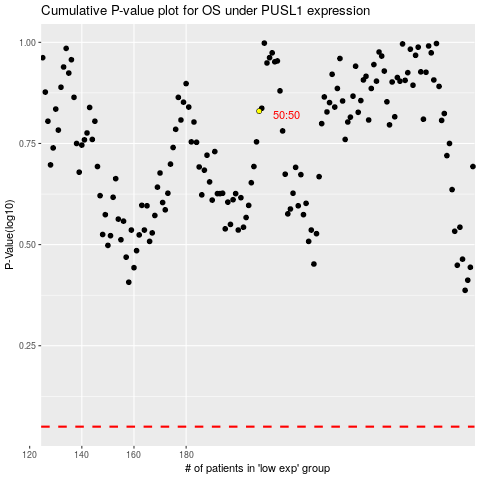 Cumulative P-value plot for OS under PUSL1 expression
P-Value(log10)
1.00
0.75
0.50
0.25
50:50
120 140 160 180
# of patients in 'low exp' group